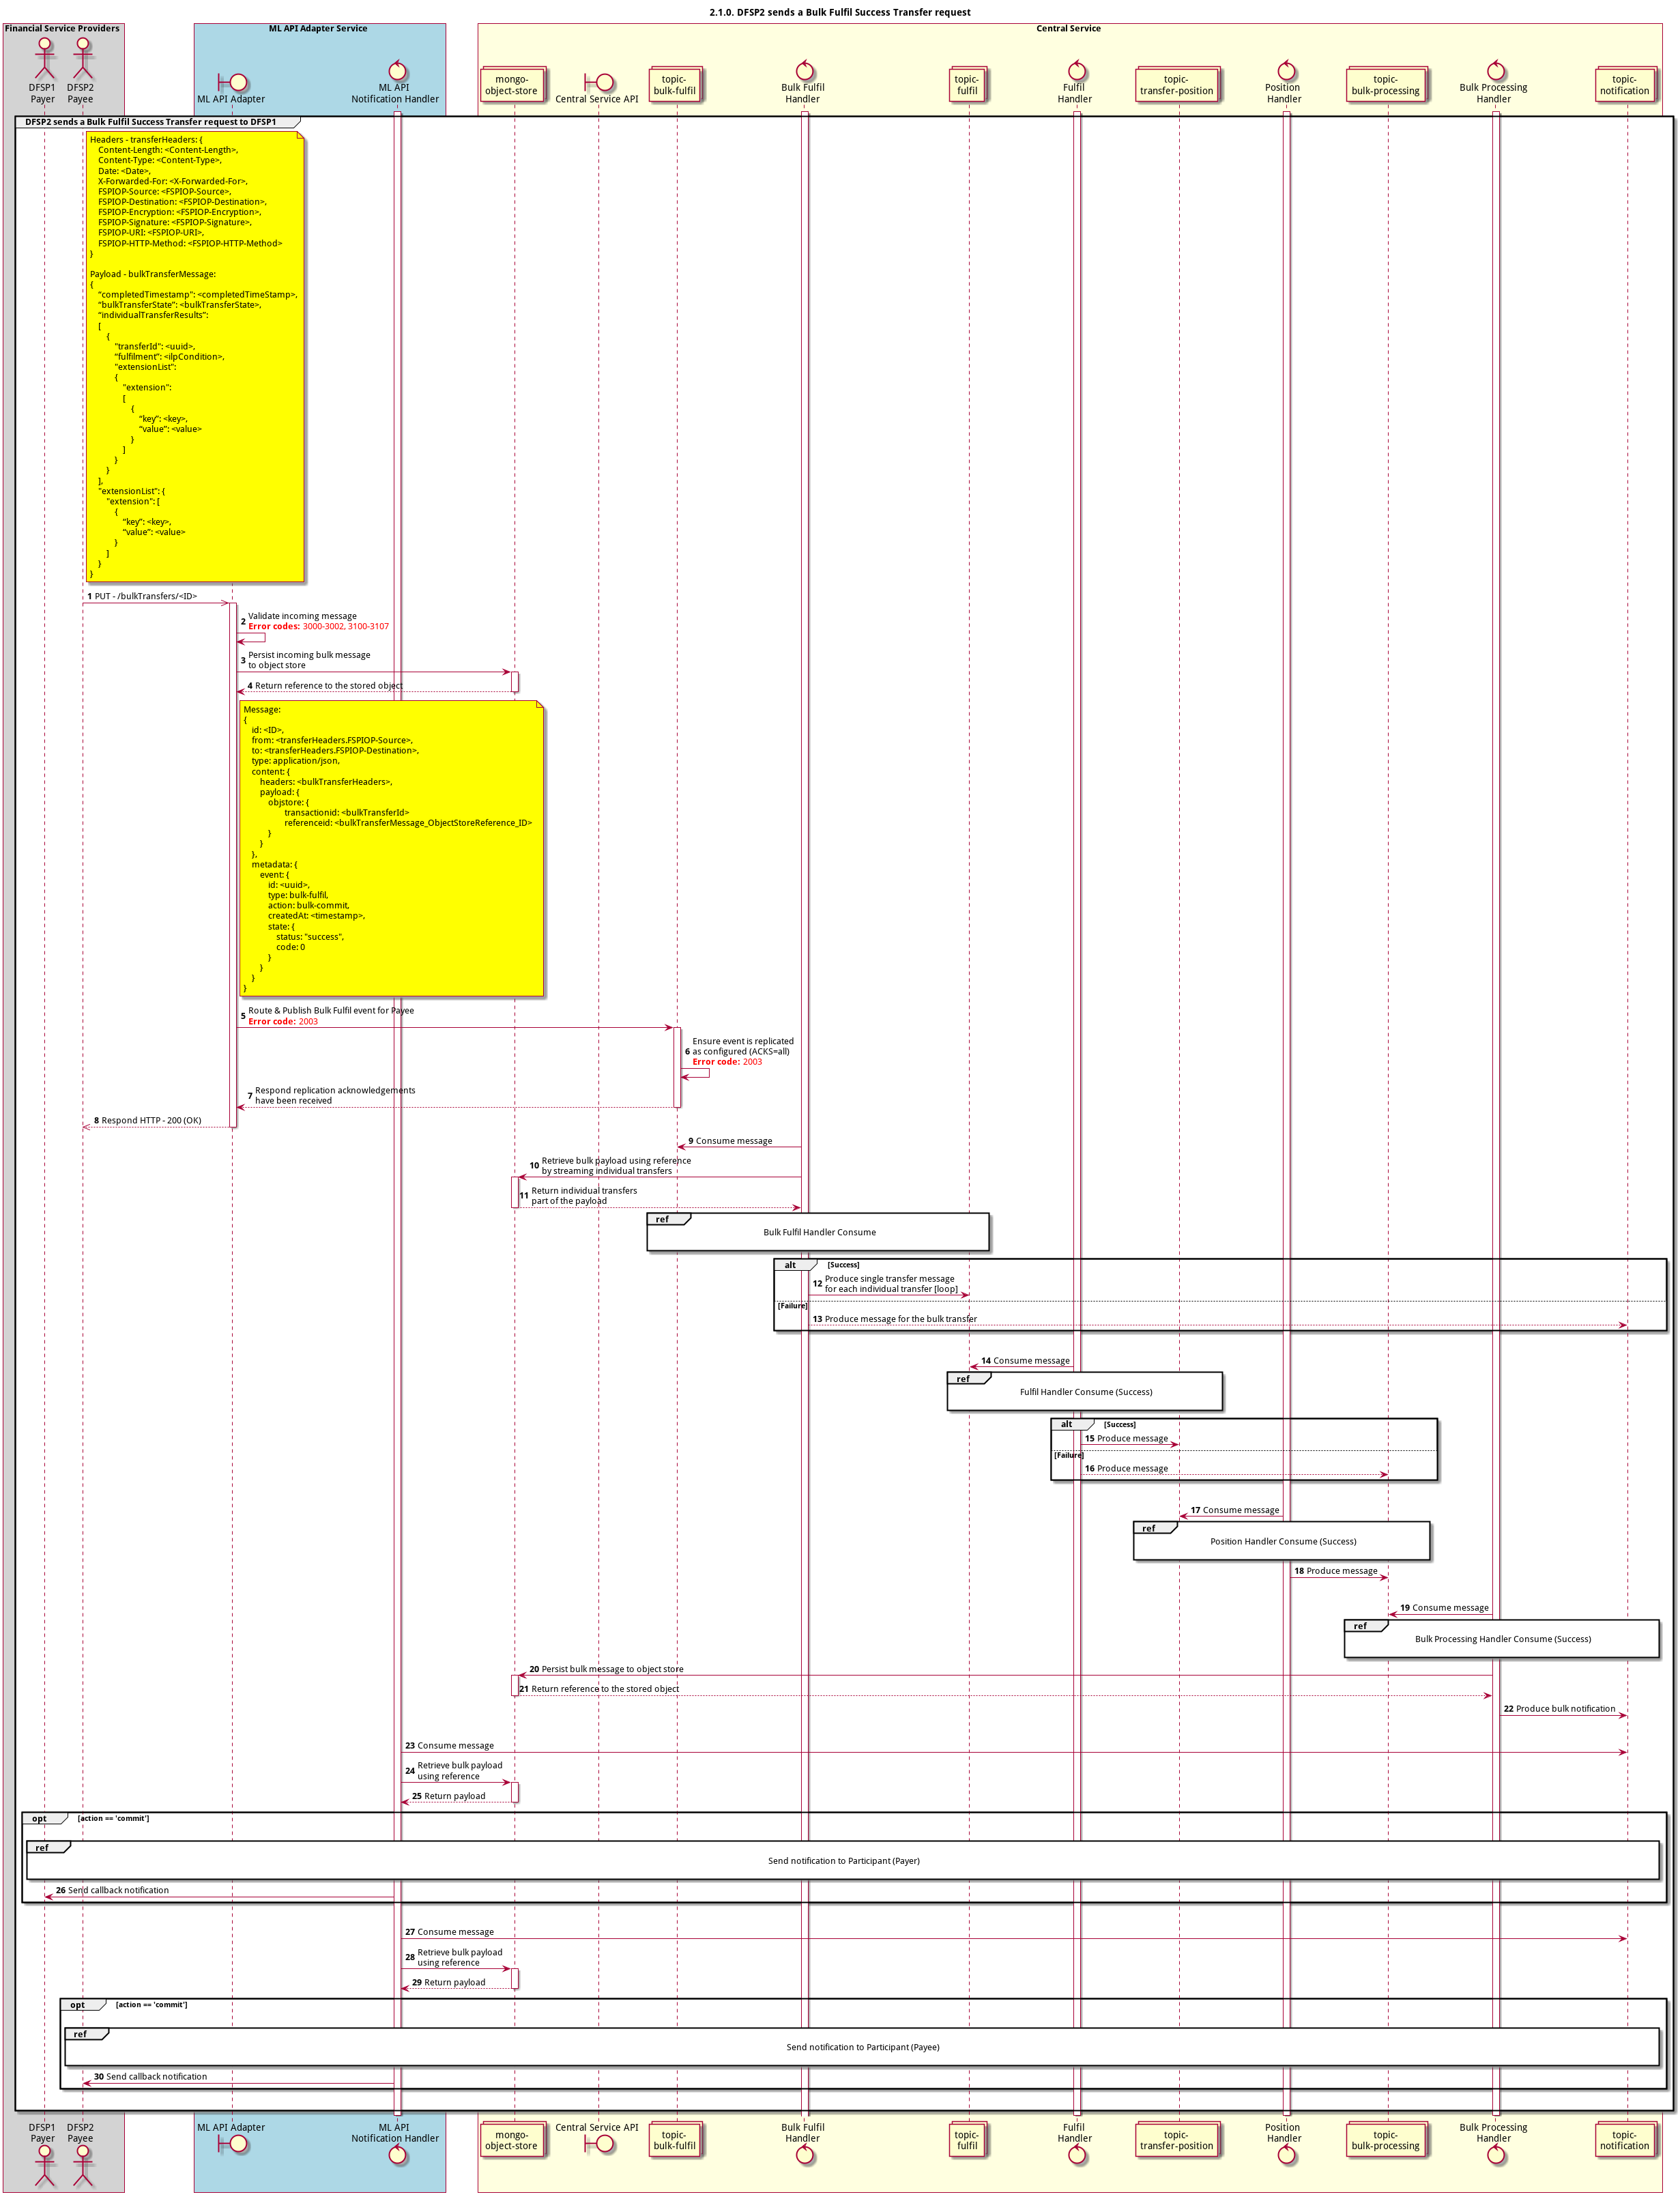 2.1.0. DFSP2 sends a Bulk Fulfil Success Transfer request
Financial Service Providers
ML API Adapter Service
Central Service
DFSP1
Payer
DFSP2
Payee
ML API Adapter
ML API
Notification Handler
mongo-
object-store
Central Service API
topic-
bulk-fulfil
Bulk Fulfil
Handler
topic-
fulfil
Fulfil
Handler
topic-
transfer-position
Position
Handler
topic-
bulk-processing
Bulk Processing
Handler
topic-
notification
DFSP2 sends a Bulk Fulfil Success Transfer request to DFSP1
Headers - transferHeaders: {
Content-Length: <Content-Length>,
Content-Type: <Content-Type>,
Date: <Date>,
X-Forwarded-For: <X-Forwarded-For>,
FSPIOP-Source: <FSPIOP-Source>,
FSPIOP-Destination: <FSPIOP-Destination>,
FSPIOP-Encryption: <FSPIOP-Encryption>,
FSPIOP-Signature: <FSPIOP-Signature>,
FSPIOP-URI: <FSPIOP-URI>,
FSPIOP-HTTP-Method: <FSPIOP-HTTP-Method>
}
Payload - bulkTransferMessage:
{
“completedTimestamp”: <completedTimeStamp>,
“bulkTransferState”: <bulkTransferState>,
“individualTransferResults”:
[
{
"transferId": <uuid>,
“fulfilment”: <ilpCondition>,
"extensionList":
{
"extension":
[
{
“key”: <key>,
“value”: <value>
}
]
}
}
],
"extensionList": {
"extension": [
{
“key”: <key>,
“value”: <value>
}
]
}
}
1 PUT - /bulkTransfers/<ID>
2 Validate incoming message
Error codes: 3000-3002, 3100-3107
3 Persist incoming bulk message
to object store
4 Return reference to the stored object
Message:
{
id: <ID>,
from: <transferHeaders.FSPIOP-Source>,
to: <transferHeaders.FSPIOP-Destination>,
type: application/json,
content: {
headers: <bulkTransferHeaders>,
payload: {
objstore: {
transactionid: <bulkTransferId>
referenceid: <bulkTransferMessage_ObjectStoreReference_ID>
}
}
},
metadata: {
event: {
id: <uuid>,
type: bulk-fulfil,
action: bulk-commit,
createdAt: <timestamp>,
state: {
status: "success",
code: 0
}
}
}
}
5 Route & Publish Bulk Fulfil event for Payee
Error code: 2003
6 Ensure event is replicated
as configured (ACKS=all)
Error code: 2003
7 Respond replication acknowledgements
have been received
8 Respond HTTP - 200 (OK)
9 Consume message
10 Retrieve bulk payload using reference
by streaming individual transfers
11 Return individual transfers
part of the payload
ref
Bulk Fulfil Handler Consume
alt [Success]
12 Produce single transfer message
for each individual transfer [loop]
[Failure]
13 Produce message for the bulk transfer
14 Consume message
ref
Fulfil Handler Consume (Success)
alt [Success]
15 Produce message
[Failure]
16 Produce message
17 Consume message
ref
Position Handler Consume (Success)
18 Produce message
19 Consume message
ref
Bulk Processing Handler Consume (Success)
20 Persist bulk message to object store
21 Return reference to the stored object
22 Produce bulk notification
23 Consume message
24 Retrieve bulk payload
using reference
25 Return payload
opt [action == 'commit']
ref
Send notification to Participant (Payer)
26 Send callback notification
27 Consume message
28 Retrieve bulk payload
using reference
29 Return payload
opt [action == 'commit']
ref
Send notification to Participant (Payee)
30 Send callback notification
DFSP1
Payer
DFSP2
Payee
ML API Adapter
ML API
Notification Handler
mongo-
object-store
Central Service API
topic-
bulk-fulfil
Bulk Fulfil
Handler
topic-
fulfil
Fulfil
Handler
topic-
transfer-position
Position
Handler
topic-
bulk-processing
Bulk Processing
Handler
topic-
notification